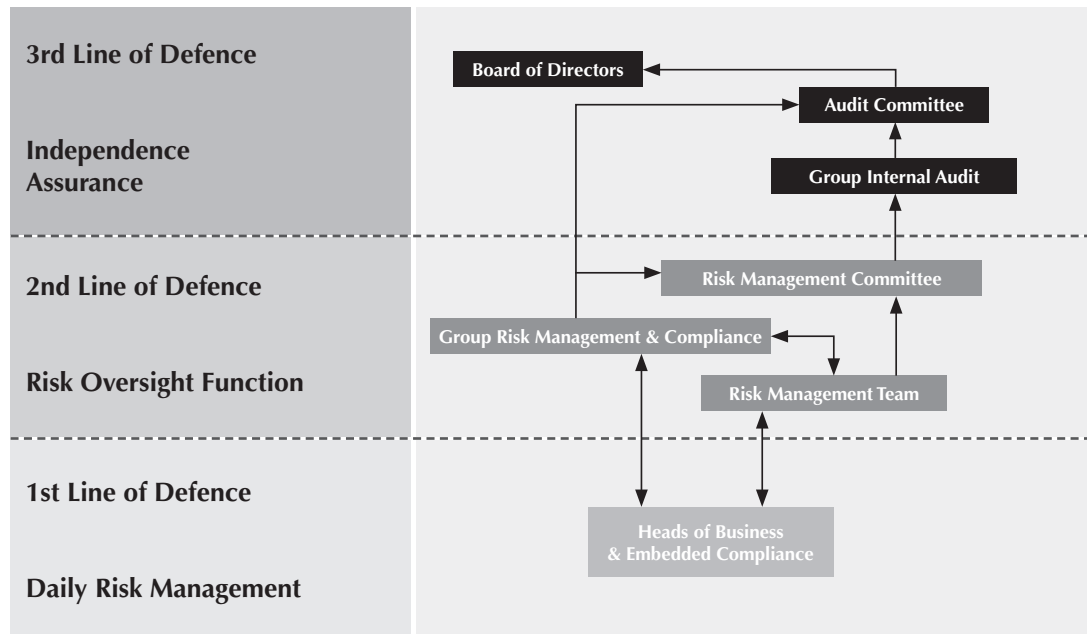 3rd Line of Defence
Independence
Assurance
Board of Directors
Audit Committee
Group Internal Audit
2nd Line of Defence
Risk Oversight Function
Risk Management Committee
Group Risk Management & Compliance
Risk Management Team
1st Line of Defence
Daily Risk Management
Heads of Business
& Embedded Compliance